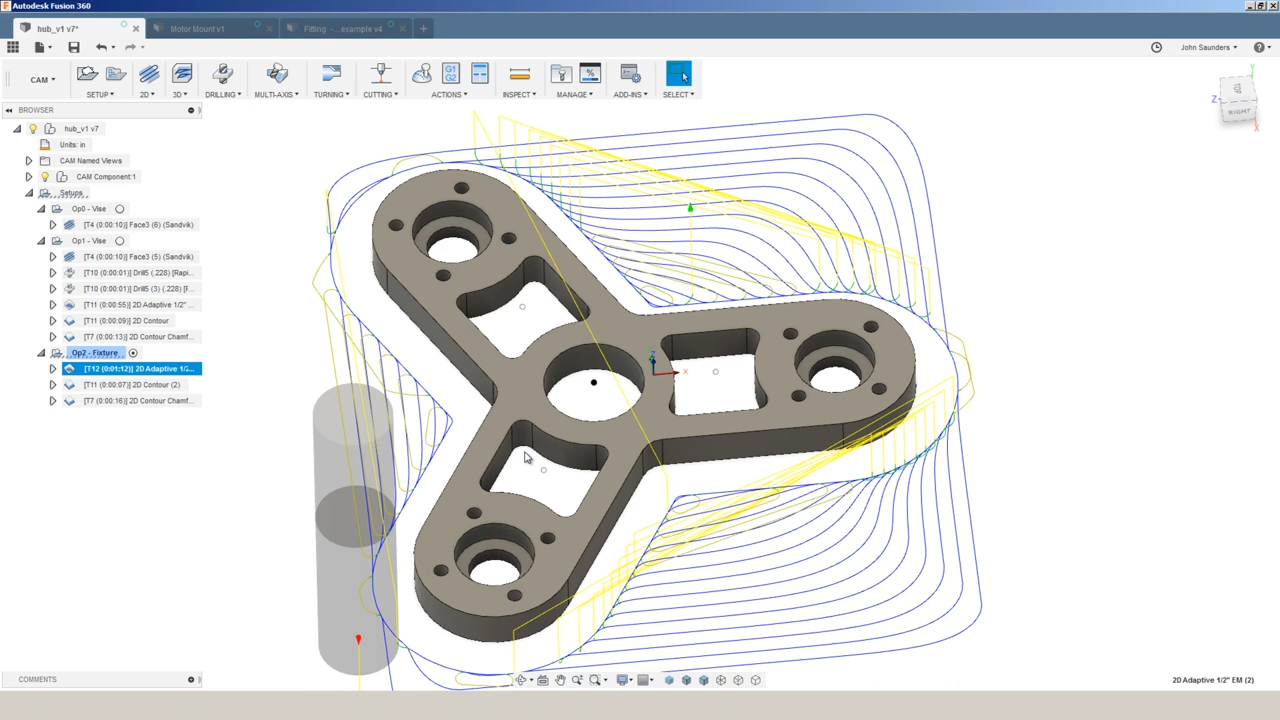 Autodesk Fusion 360
hub_v1 v7*
Motor Mount v1
Fitting - ...example v4
John Saunders
CAM
SETUP
2D
3D
DRILLING
MULTI-AXIS
TURNING
CUTTING
G1
G2
ACTIONS
INSPECT
MANAGE
ADD-INS
SELECT
BROWSER
hub_v1 v7
Units: in
CAM Named Views
CAM Component:1
Setups
Op0 - Vise
[T4 (0:00:10)] Face3 (6) (Sandvik)
Op1 - Vise
[T4 (0:00:10)] Face3 (5) (Sandvik)
[T10 (0:00:01)] Drill5 (.228) [Rapi...
[T10 (0:00:01)] Drill5 (3) (.228) [R...
[T11 (0:00:55)] 2D Adaptive 1/2" ...
[T11 (0:00:09)] 2D Contour
[T7 (0:00:13)] 2D Contour Chamf...
Op2 - Fixture
[T12 (0:01:12)] 2D Adaptive 1/2...
[T11 (0:00:07)] 2D Contour (2)
[T7 (0:00:16)] 2D Contour Chamf...
Y
Z
RIGHT
X
Z
X
COMMENTS
2D Adaptive 1/2" EM (2)